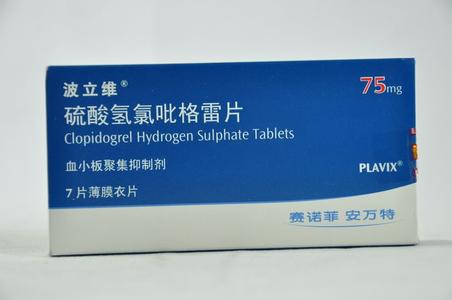 波立维®
75mg
硫酸氢氯吡格雷片
Clopidogrel Hydrogen Sulphate Tablets
血小板聚集抑制剂
PLAVIX®
7片薄膜衣片
赛诺菲 安万特